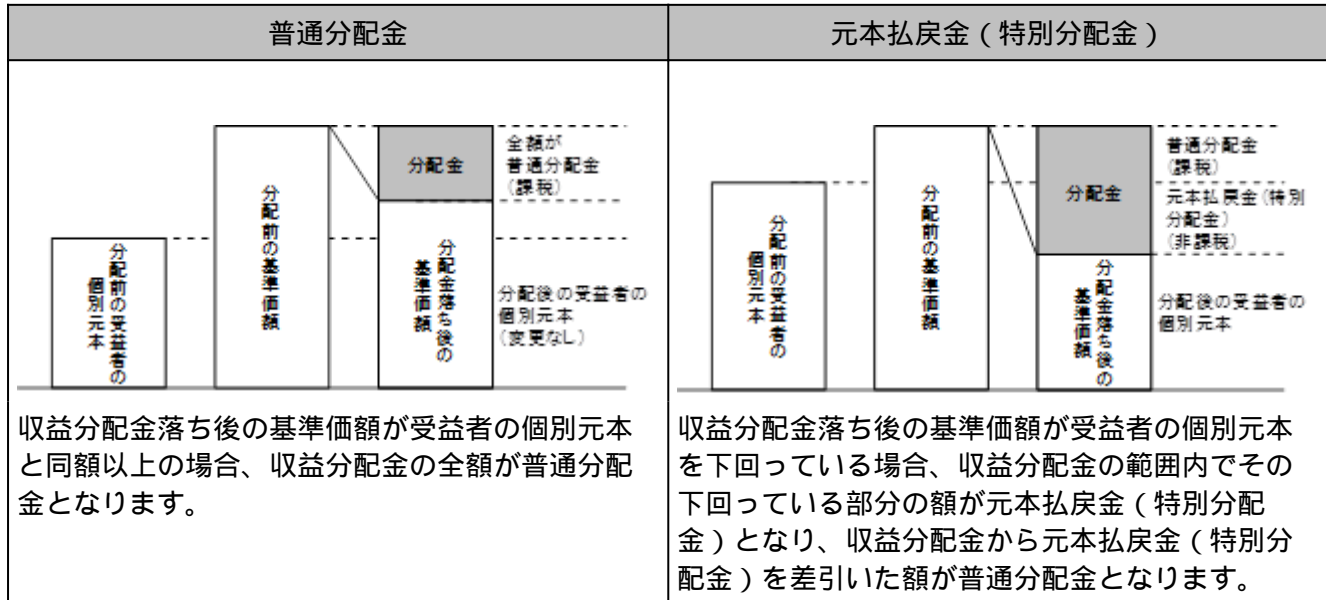 普通分配金
元本払戻金（特別分配金）
分配前の受益者の
個別元本
分配前の基準価額
分配金
分配金落ち後の
基準価額
全額が
普通分配金
（課税）
分配後の受益者の
個別元本
（変更なし）
分配前の受益者の
個別元本
分配前の基準価額
分配金
分配金落ち後の
基準価額
普通分配金
（課税）
元本払戻金（特別
分配金）
（非課税）
分配後の受益者の
個別元本
収益分配金落ち後の基準価額が受益者の個別元本
と同額以上の場合、収益分配金の全額が普通分配
金となります。
収益分配金落ち後の基準価額が受益者の個別元本
を下回っている場合、収益分配金の範囲内でその
下回っている部分の額が元本払戻金（特別分配
金）となり、収益分配金から元本払戻金（特別分
配金）を差引いた額が普通分配金となります。